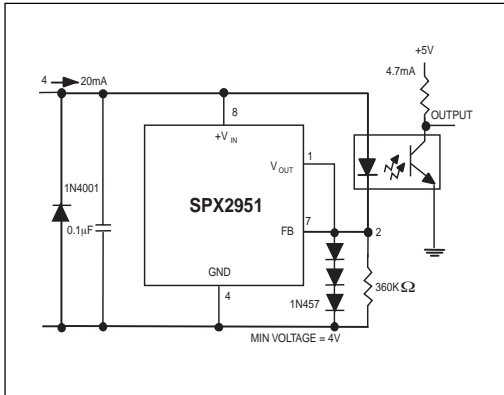 +5V
4.7mA
4 20mA
OUTPUT
8
+V IN
1
V OUT
1N4001
SPX2951
7
FB
2
0.1µF
GND
360KΩ
4
1N457
MIN VOLTAGE = 4V